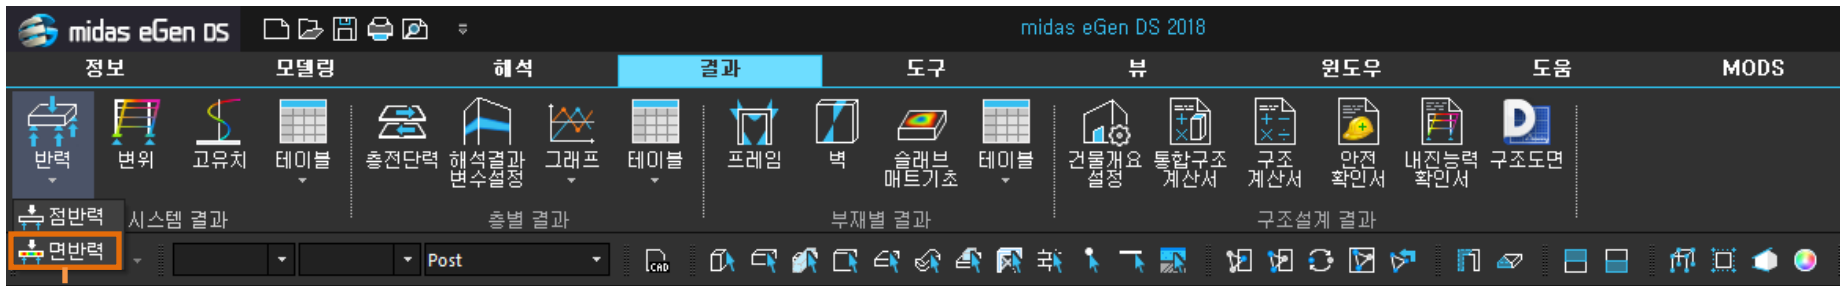 midas eGen DS
midas eGen DS 2018
정보 모델링 해석 결과 도구 뷰 윈도우 도움 MODS
반력 변위 고유치 테이블 층전단력 해석결과 변수설정 그래프 테이블 프레임 벽 슬래브 매트기초 테이블 건물개요 설정 통합구조 계산서 구조 계산서 안전 확인서 내진능력 확인서 구조도면
점반력 시스템 결과 층별 결과 부재별 결과 구조설계 결과
면반력 Post CAD